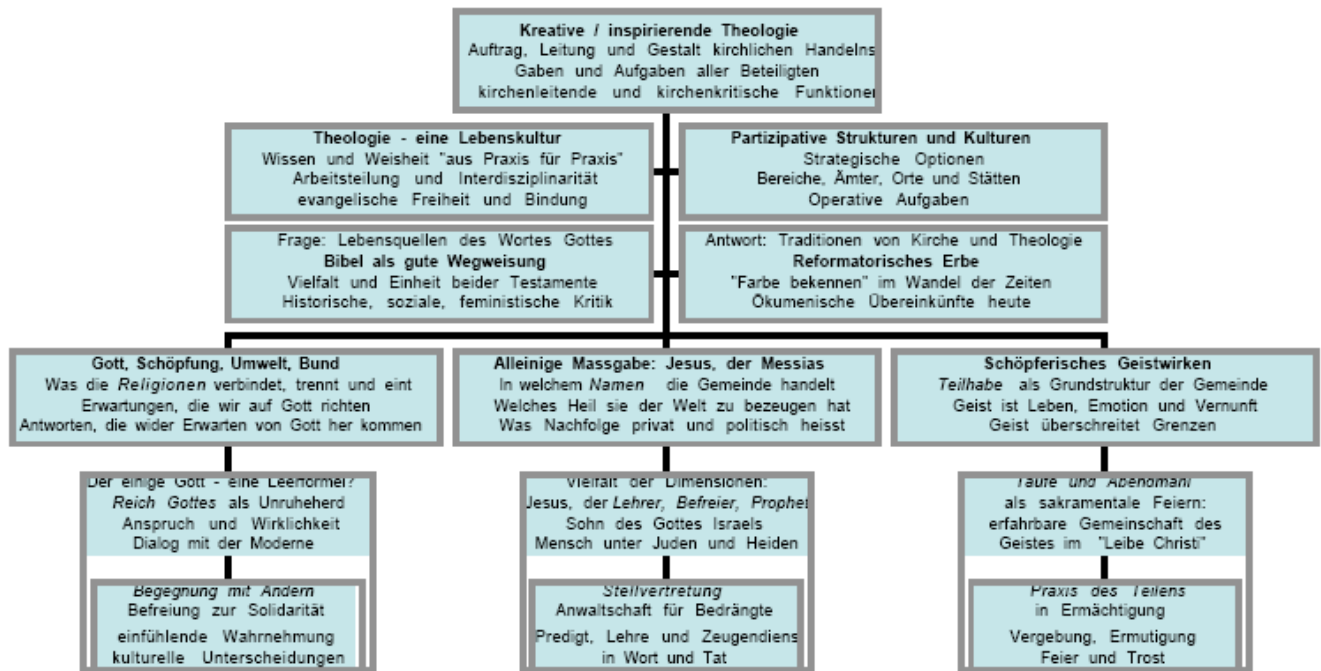 Kreative / inspirierende Theologie
Auftrag, Leitung und Gestalt kirchlichen Handelns
Gaben und Aufgaben aller Beteiligten
kirchenleitende und kirchenkritische Funktionen
Theologie - eine Lebenskultur
Wissen und Weisheit "aus Praxis für Praxis"
Arbeitsteilung und Interdisziplinarität
evangelische Freiheit und Bindung
Partizipative Strukturen und Kulturen
Strategische Optionen
Bereiche, Ämter, Orte und Stätten
Operative Aufgaben
Frage: Lebensquellen des Wortes Gottes
Bibel als gute Wegweisung
Vielfalt und Einheit beider Testamente
Historische, soziale, feministische Kritik
Antwort: Traditionen von Kirche und Theologie
Reformatorisches Erbe
"Farbe bekennen" im Wandel der Zeiten
Ökumenische Übereinkünfte heute
Gott, Schöpfung, Umwelt, Bund
Was die Religionen verbindet, trennt und eint
Erwartungen, die wir auf Gott richten
Antworten, die wider Erwarten von Gott her kommen
Alleinige Massgabe: Jesus, der Messias
In welchem Namen die Gemeinde handelt
Welches Heil sie der Welt zu bezeugen hat
Was Nachfolge privat und politisch heisst
Schöpferisches Geistwirken
Teilhabe als Grundstruktur der Gemeinde
Geist ist Leben, Emotion und Vernunft
Geist überschreitet Grenzen
Der einige Gott - eine Leerformel?
Reich Gottes als Unruheherd
Anspruch und Wirklichkeit
Dialog mit der Moderne
Vielfalt der Dimensionen:
Jesus, der Lehrer, Befreier, Prophet
Sohn des Gottes Israels
Mensch unter Juden und Heiden
Taufe und Abendmahl
als sakramentale Feiern:
erfahrbare Gemeinschaft des
Geistes im "Leibe Christi"
Begegnung mit Andern
Befreiung zur Solidarität
einfühlende Wahrnehmung
kulturelle Unterscheidungen
Stellvertretung
Anwaltschaft für Bedrängte
Predigt, Lehre und Zeugendiens
in Wort und Tat
Praxis des Teilens
in Ermächtigung
Vergebung, Ermutigung
Feier und Trost